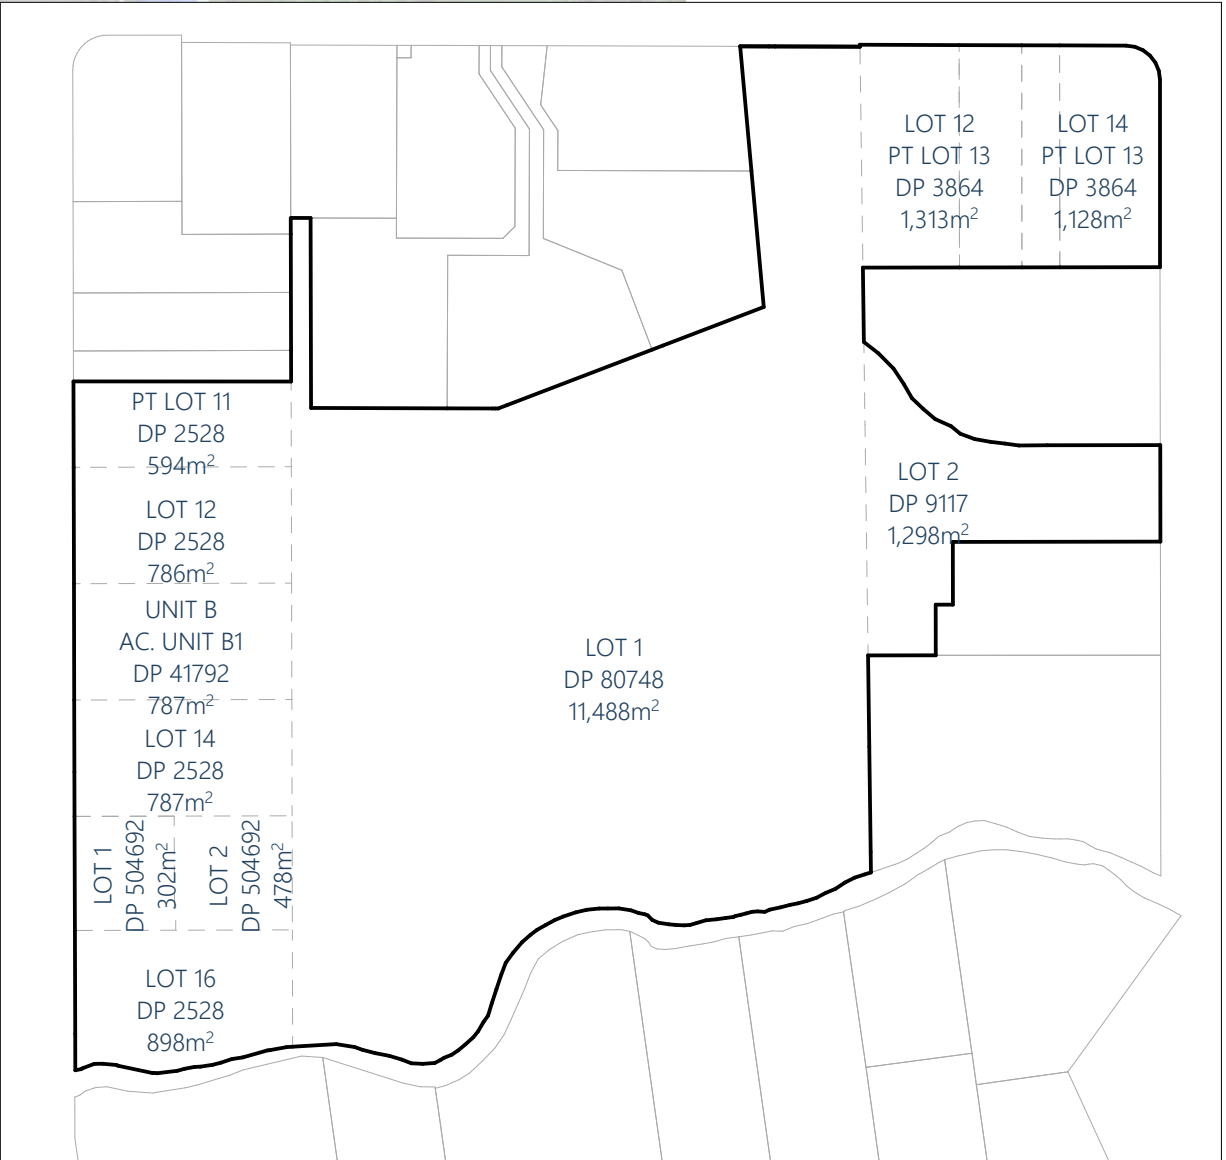 LOT 12
PT LOT 13
DP 3864
1,313m²
LOT 14
PT LOT 13
DP 3864
1,128m²
PT LOT 11
DP 2528
594m²
LOT 12
DP 2528
786m²
UNIT B
AC. UNIT B1
DP 41792
787m²
LOT 14
DP 2528
787m²
LOT 1
DP 504692
302m²
LOT 2
DP 504692
478m²
LOT 16
DP 2528
898m²
LOT 1
DP 80748
11,488m²
LOT 2
DP 9117
1,298m²